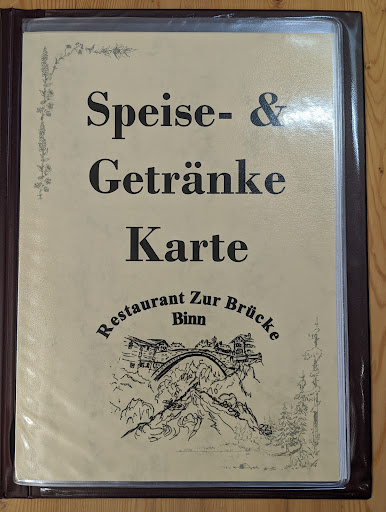 Speise- &
Getränke
Karte
Restaurant Zur Brücke
Binn